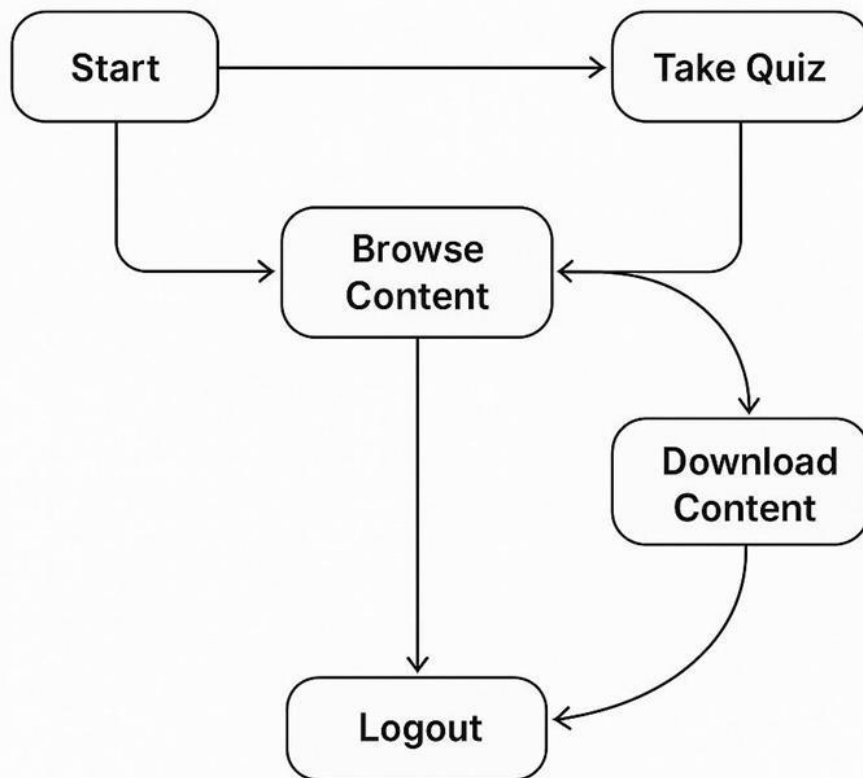 Start
Take Quiz
Browse
Content
Download
Content
Logout